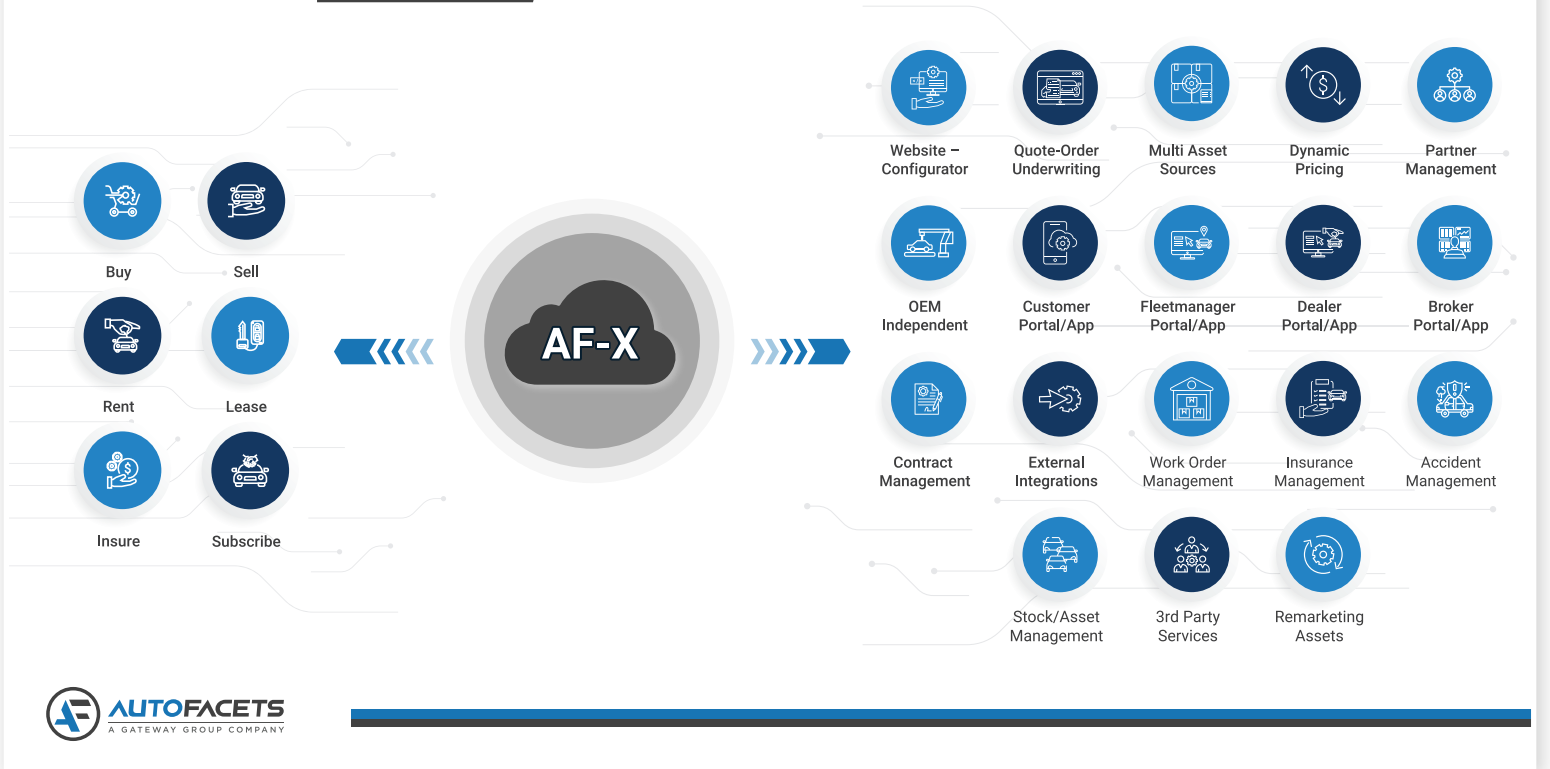 Website –
Configurator
Quote-Order
Underwriting
Multi Asset
Sources
Dynamic
Pricing
Partner
Management
Buy
Sell
OEM
Independent
Customer
Portal/App
Fleetmanager
Portal/App
Dealer
Portal/App
Broker
Portal/App
AF-X
Rent
Lease
Contract
Management
External
Integrations
Work Order
Management
Insurance
Management
Accident
Management
Insure
Subscribe
Stock/Asset
Management
3rd Party
Services
Remarketing
Assets
AUTOFACETS
A GATEWAY GROUP COMPANY